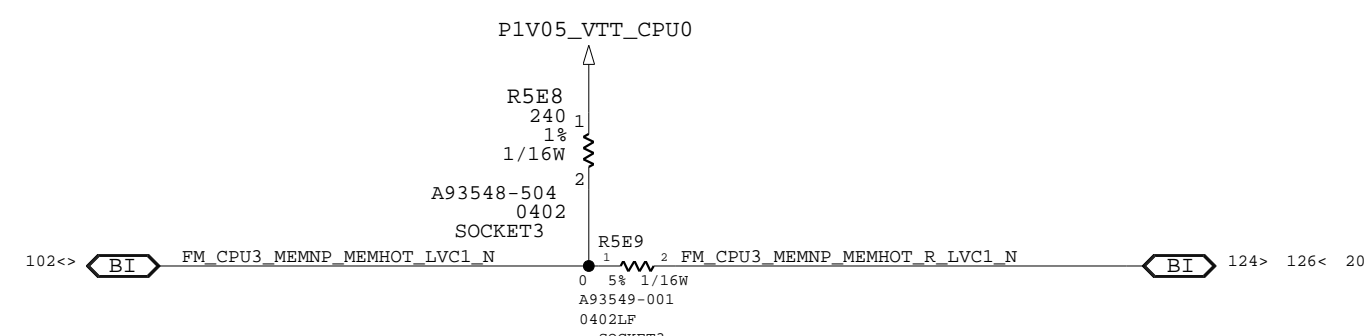 P1V05_VTT_CPU0
R5E8
240
1
1%
1/16W
2
A93548-504
0402
SOCKET3
R5E9
102<> BI FM_CPU3_MEMNP_MEMHOT_LVC1_N 1 2 FM_CPU3_MEMNP_MEMHOT_R_LVC1_N BI 124> 126< 20
0 5% 1/16W
A93549-001
0402LF
SOCKET3